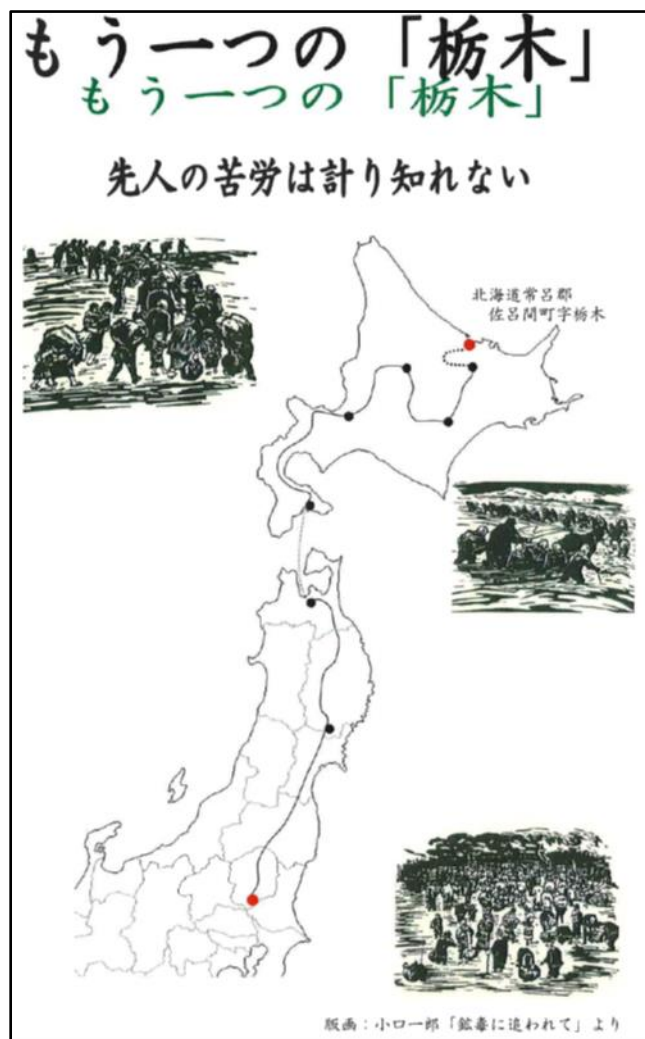 もう一つの「栃木」
もう一つの「栃木」
先人の苦労は計り知れない
北海道常呂郡
佐呂間町字栃木
版画：小口一郎「鉱毒に追われて」より